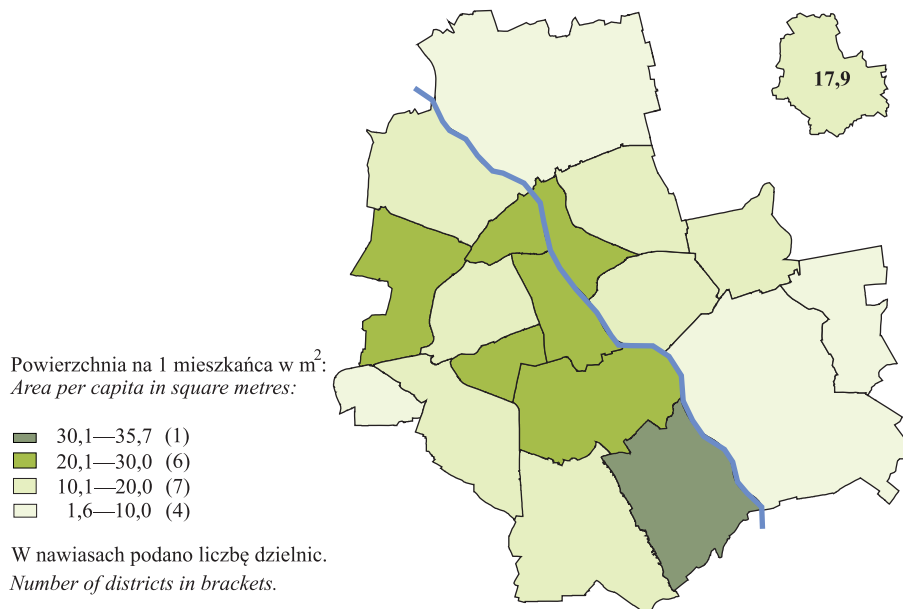 17,9
Powierzchnia na 1 mieszkańca w m²:
Area per capita in square metres:
30,1—35,7 (1)
20,1—30,0 (6)
10,1—20,0 (7)
1,6—10,0 (4)
W nawiasach podano liczbę dzielnic.
Number of districts in brackets.